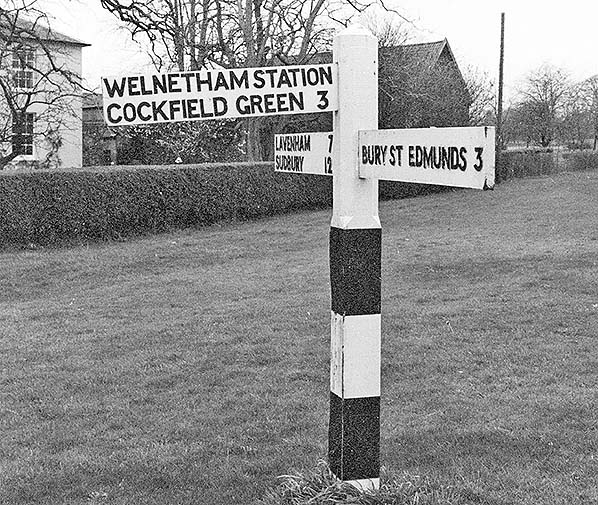 WELNETHAM STATION
COCKFIELD GREEN 3
LAVENHAM 7
SUDBURY 12
BURY ST EDMUNDS 3